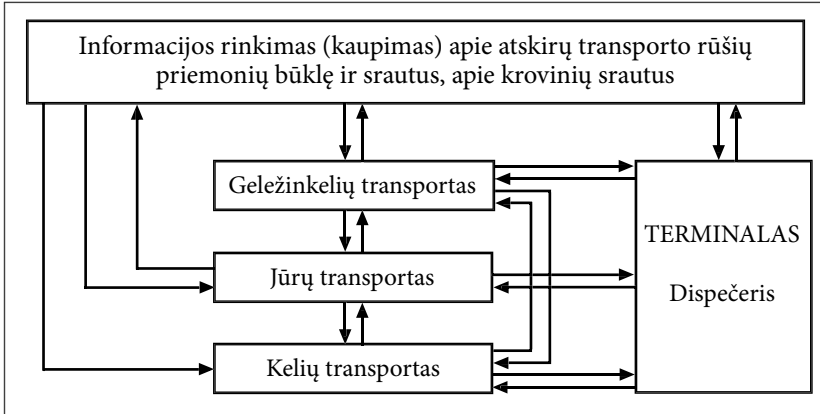 Informacijos rinkimas (kaupimas) apie atskirų transporto rūšių
priemonių būklę ir srautus, apie krovinių srautus
Geležinkelių transportas
TERMINALAS
Jūrų transportas
Dispečeris
Kelių transportas